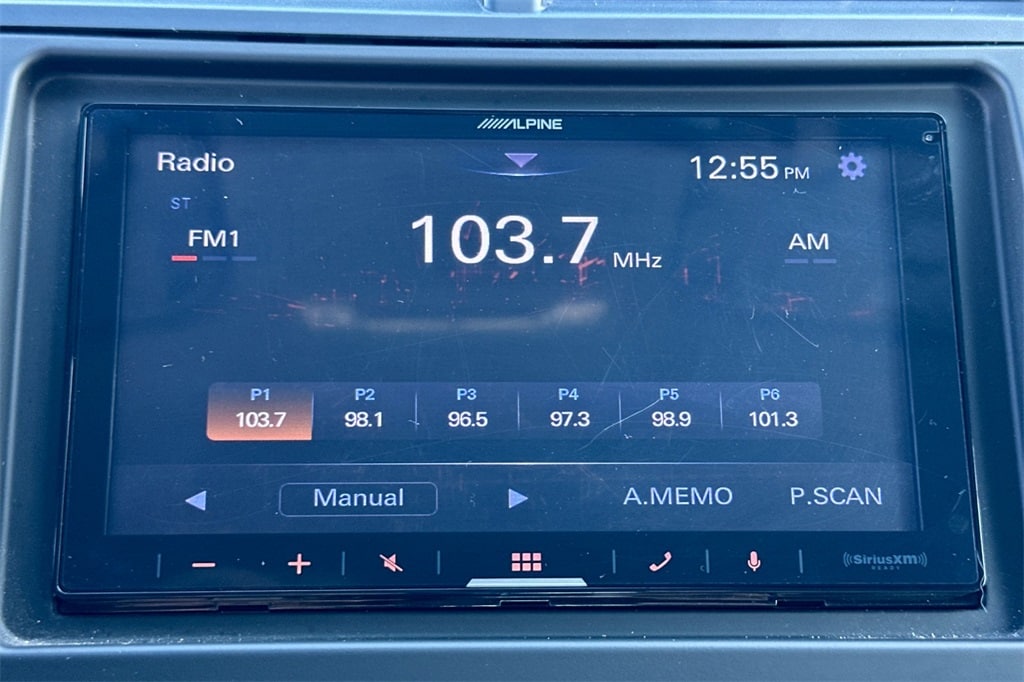 ALPINE
Radio
12:55 PM
ST
FM1
103.7 MHz
AM
P1 P2 P3 P4 P5 P6
103.7 98.1 96.5 97.3 98.9 101.3
Manual A.MEMO P.SCAN
SiriusXM
READY